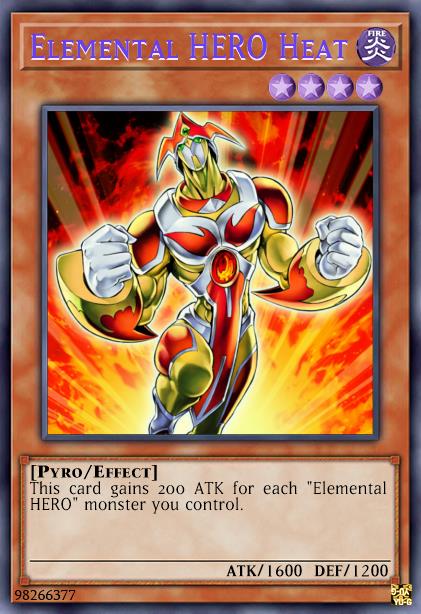 Elemental HERO Heat
FIRE
炎
[Pyro/Effect]
This card gains 200 ATK for each "Elemental
HERO" monster you control.
ATK/1600 DEF/1200
98266377